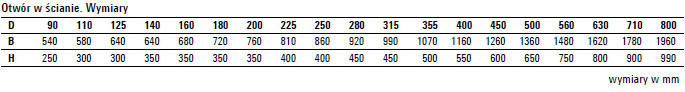 Otwór w ścianie. Wymiary
D 90 110 125 140 160 180 200 225 250 280 315 355 400 450 500 560 630 710 800
B 540 580 640 640 680 720 760 810 860 920 990 1070 1160 1260 1360 1480 1620 1780 1960
H 250 300 300 350 350 350 350 400 400 450 450 500 550 600 650 750 800 900 990
wymiary w mm